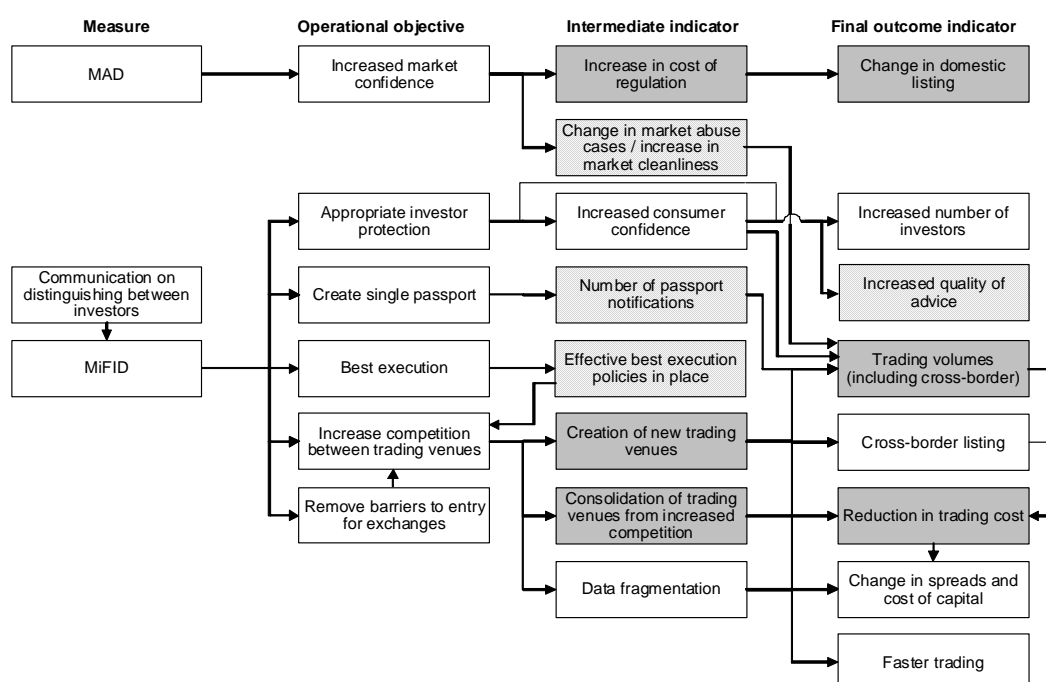 Measure
Operational objective
Intermediate indicator
Final outcome indicator
MAD
Increased market
confidence
Increase in cost of
regulation
Change in domestic
listing
Change in market abuse
cases / increase in
market cleanliness
Appropriate investor
protection
Increased consumer
confidence
Increased number of
investors
Communication on
distinguishing between
investors
Create single passport
Number of passport
notifications
Increased quality of
advice
MiFID
Best execution
Effective best execution
policies in place
Trading volumes
(including cross-border)
Increase competition
between trading venues
Creation of new trading
venues
Cross-border listing
Remove barriers to entry
for exchanges
Consolidation of trading
venues from increased
competition
Reduction in trading cost
Data fragmentation
Change in spreads and
cost of capital
Faster trading